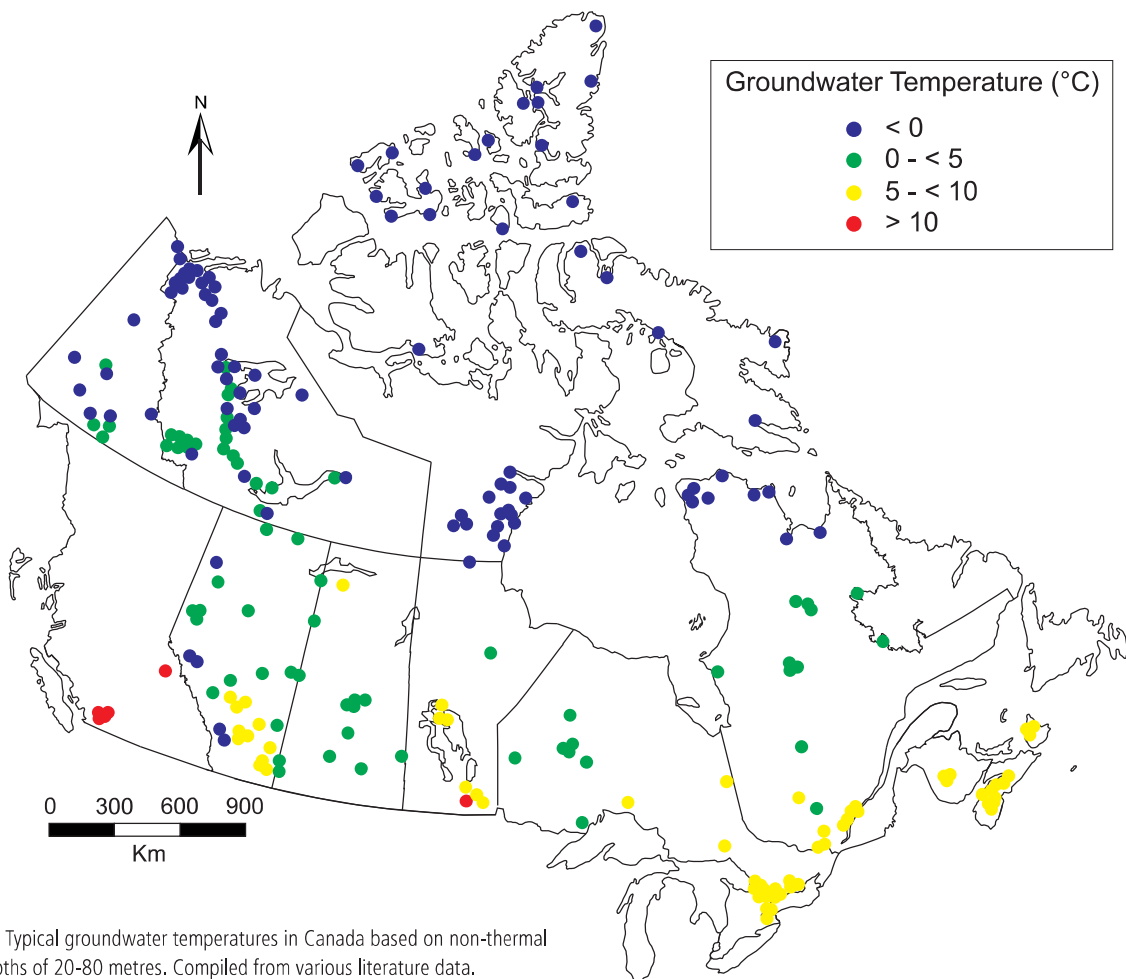 N
Groundwater Temperature (°C)
< 0
0 - < 5
5 - < 10
> 10
0 300 600 900
Km
Typical groundwater temperatures in Canada based on non-thermal
of 20-80 metres. Compiled from various literature data.